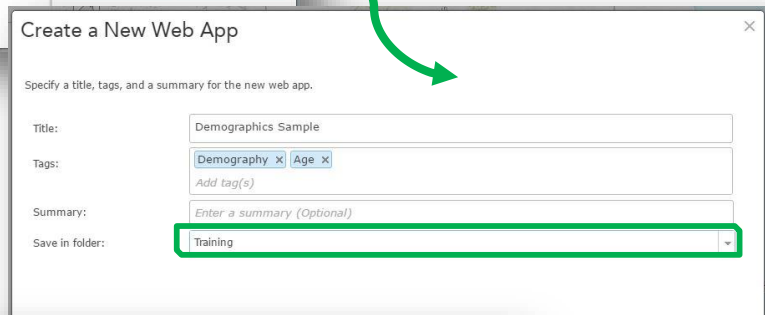 Create a New Web App
Specify a title, tags, and a summary for the new web app.
Title: Demographics Sample
Tags: Demography x Age x
Add tag(s)
Summary: Enter a summary (Optional)
Save in folder: Training